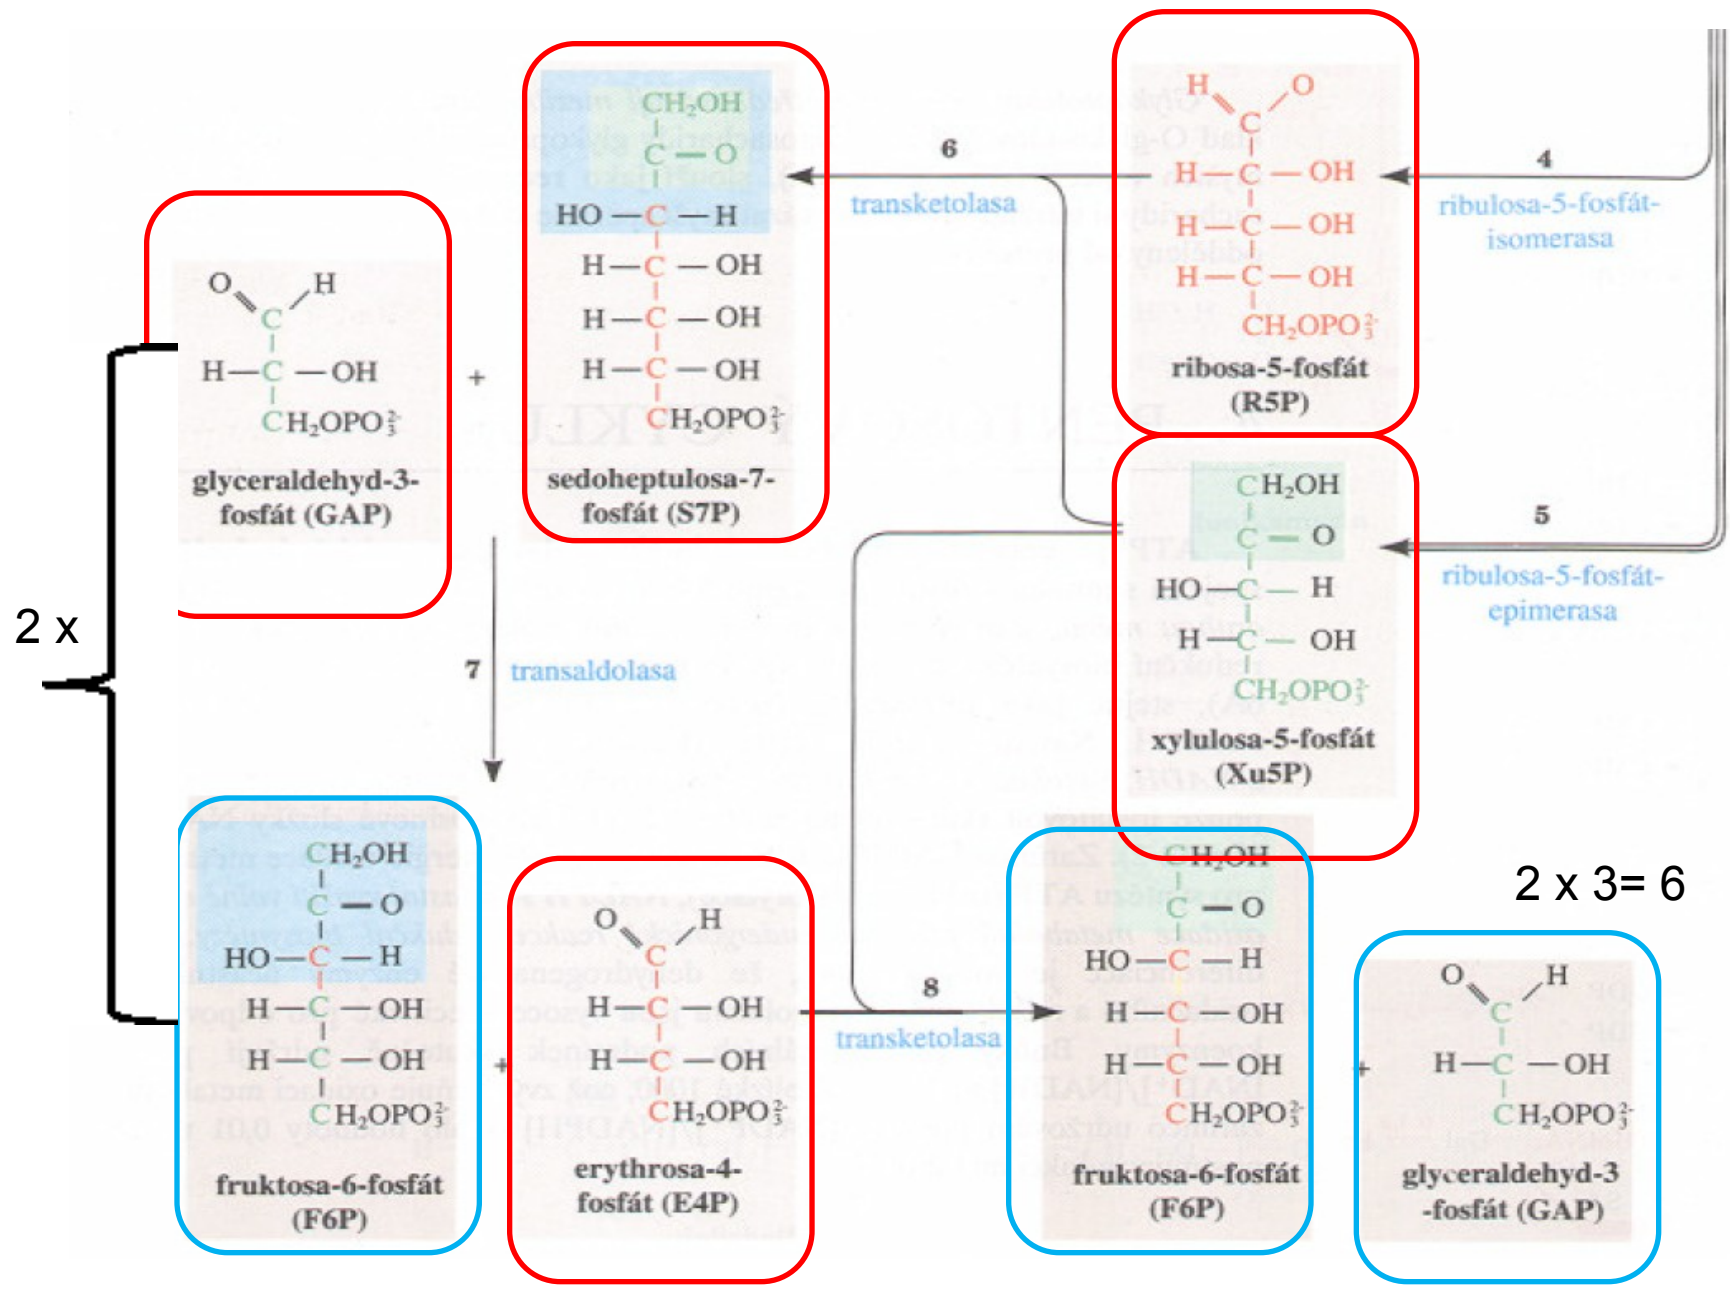 CH₂OH
C — O
HO — C — H
H — C — OH
H — C — OH
H — C — OH
CH₂OPO₃²⁻
sedoheptulosa-7-
fosfát (S7P)
6
transketolasa
H O
C
H — C — OH
H — C — OH
H — C — OH
CH₂OPO₃²⁻
ribosa-5-fosfát
(R5P)
4
ribulosa-5-fosfát-
isomerasa
O H
C
H — C — OH
CH₂OPO₃²⁻
glyceraldehyd-3-
fosfát (GAP)
+
CH₂OH
C — O
HO — C — H
H — C — OH
CH₂OPO₃²⁻
xylulosa-5-fosfát
(Xu5P)
5
ribulosa-5-fosfát-
epimerasa
2 x
7
transaldolasa
CH₂OH
C — O
HO — C — H
H — C — OH
H — C — OH
CH₂OPO₃²⁻
fruktosa-6-fosfát
(F6P)
+
O H
C
H — C — OH
H — C — OH
CH₂OPO₃²⁻
erythrosa-4-
fosfát (E4P)
8
transketolasa
CH₂OH
C — O
HO — C — H
H — C — OH
H — C — OH
CH₂OPO₃²⁻
fruktosa-6-fosfát
(F6P)
+
2 x 3= 6
O H
C
H — C — OH
CH₂OPO₃²⁻
glyceraldehyd-3
-fosfát (GAP)